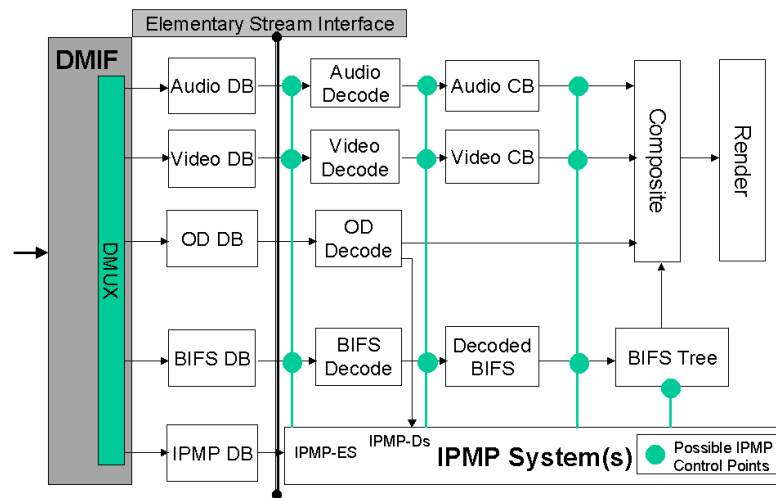 Elementary Stream Interface
DMIF
DMUX
Audio DB
Audio
Decode
Audio CB
Video DB
Video
Decode
Video CB
Composite
Render
OD DB
OD
Decode
BIFS DB
BIFS
Decode
Decoded
BIFS
BIFS Tree
IPMP DB
IPMP-ES
IPMP-Ds
IPMP System(s)
Possible IPMP
Control Points